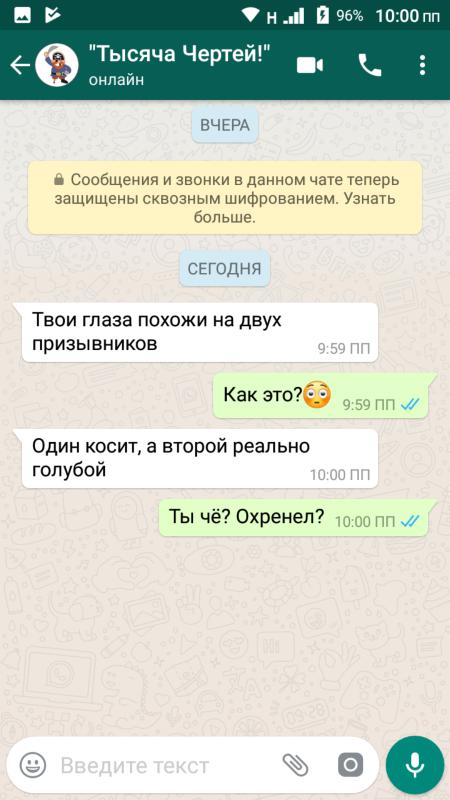 H 96% 10:00 ПП
"Тысяча Чертей!"
онлайн
ВЧЕРА
Сообщения и звонки в данном чате теперь
защищены сквозным шифрованием. Узнать
больше.
СЕГОДНЯ
Твои глаза похожи на двух
призывников
9:59 ПП
Как это?😳 9:59 ПП
Один косит, а второй реально
голубой
10:00 ПП
Ты чё? Охренел? 10:00 ПП
Введите текст